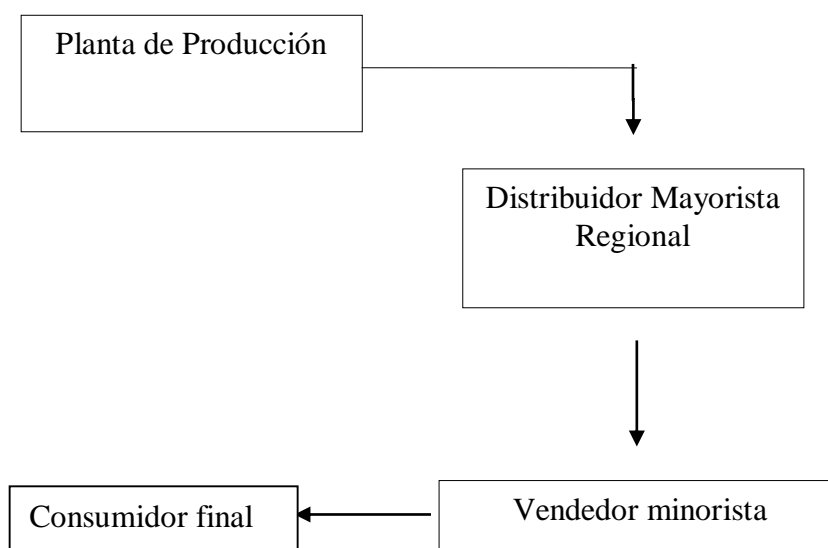 Planta de Producción
Distribuidor Mayorista
Regional
Vendedor minorista
Consumidor final